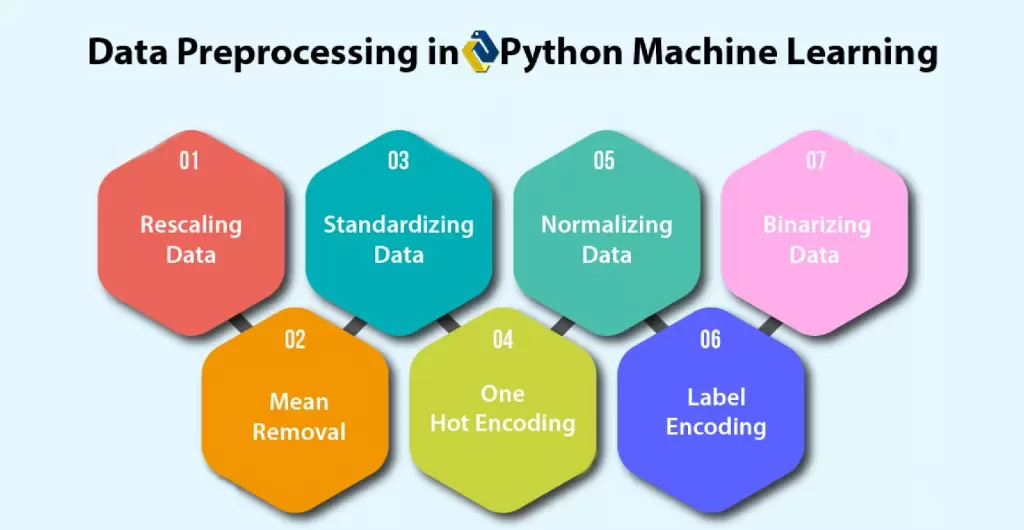 Data Preprocessing in Python Machine Learning
01
Rescaling
Data
02
Mean
Removal
03
Standardizing
Data
04
One
Hot Encoding
05
Normalizing
Data
06
Label
Encoding
07
Binarizing
Data